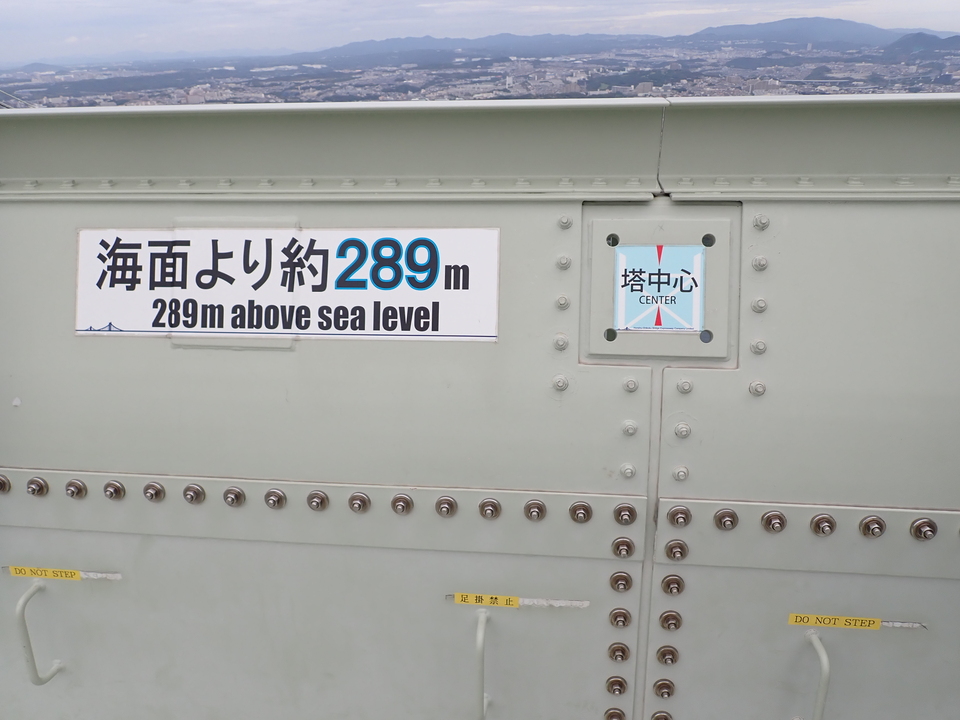 海面より約289m
289m above sea level
塔中心
CENTER
DO NOT STEP
足掛禁止
DO NOT STEP